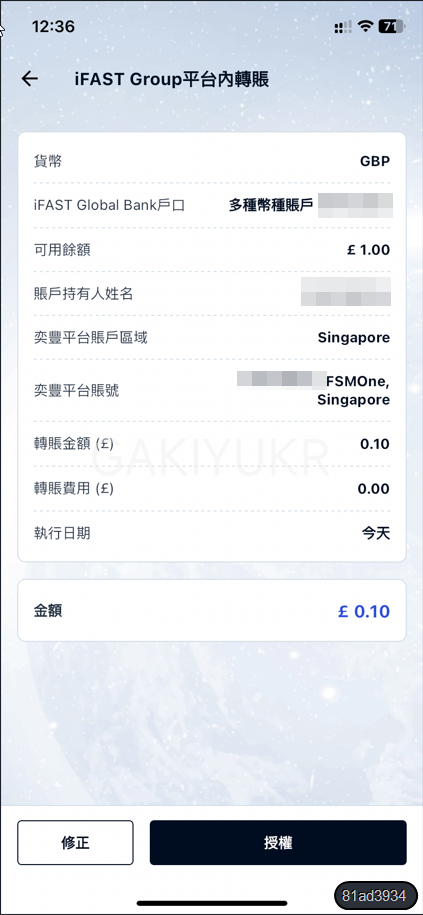 12:36
71
iFAST Group平台內轉賬
貨幣 GBP
iFAST Global Bank戶口 多種幣種賬戶
可用餘額 £ 1.00
賬戶持有人姓名
奕豐平台賬戶區域 Singapore
奕豐平台賬號 FSMOne,
Singapore
轉賬金額 (£) 0.10
GAKIYUKR
轉賬費用 (£) 0.00
執行日期 今天
金額 £ 0.10
修正 授權
81ad3934